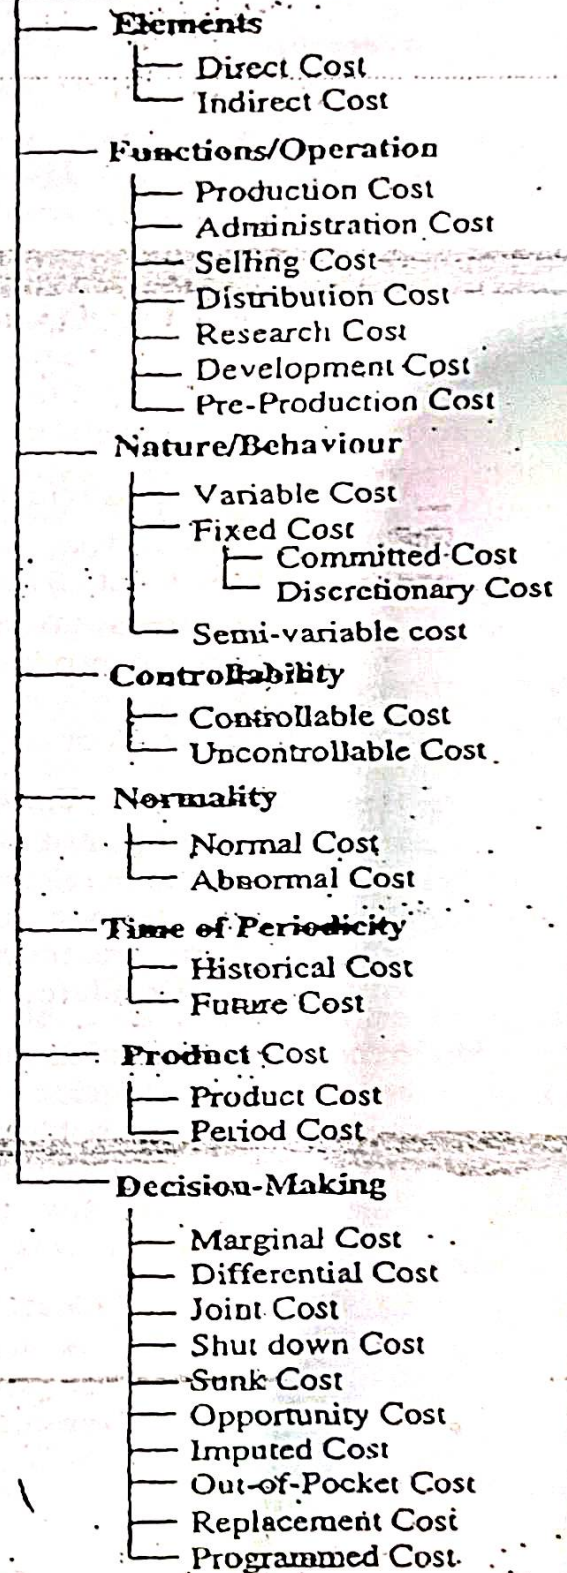 Elements
Direct Cost
Indirect Cost
Functions/Operation
Production Cost
Administration Cost
Selling Cost
Distribution Cost
Research Cost
Development Cost
Pre-Production Cost
Nature/Behaviour
Variable Cost
Fixed Cost
Committed Cost
Discretionary Cost
Semi-variable cost
Controllability
Controllable Cost
Uncontrollable Cost
Normality
Normal Cost
Abnormal Cost
Time of Periodicity
Historical Cost
Future Cost
Product Cost
Product Cost
Period Cost
Decision-Making
Marginal Cost
Differential Cost
Joint Cost
Shut down Cost
Sunk Cost
Opportunity Cost
Imputed Cost
Out-of-Pocket Cost
Replacement Cost
Programmed Cost